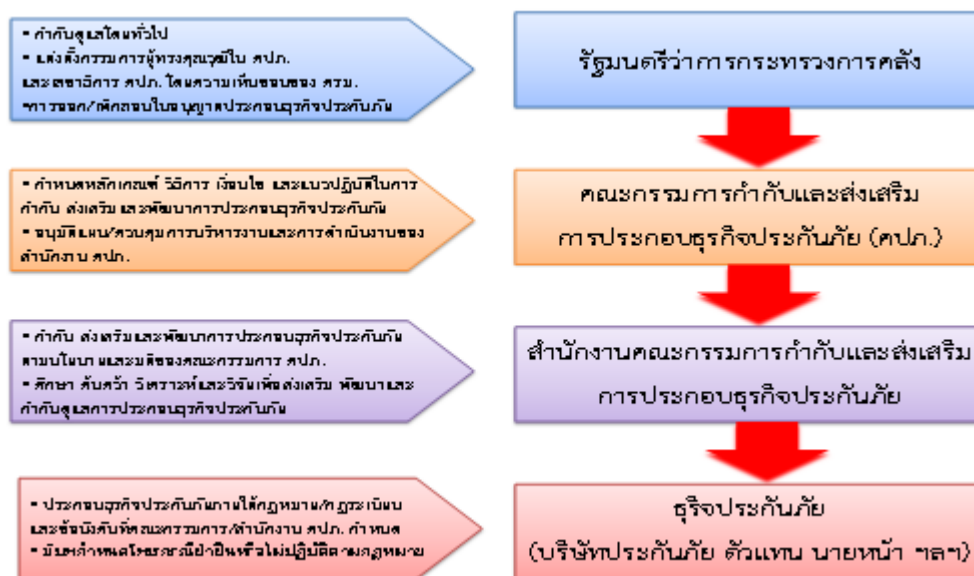 ▪ กำกับดูแลโดยทั่วไป
▪ แต่งตั้งกรรมการผู้ทรงคุณวุฒิใน คปภ.
และเลขาธิการ คปภ. โดยความเห็นชอบของ ครม.
▪การออก/เพิกถอนใบอนุญาตประกอบธุรกิจประกันภัย
รัฐมนตรีว่าการกระทรวงการคลัง
▪ กำหนดหลักเกณฑ์ วิธีการ เงื่อนไข และแนวปฏิบัติในการ
กำกับ ส่งเสริม และพัฒนาการประกอบธุรกิจประกันภัย
▪ อนุมัติแผน/ควบคุมการบริหารงานและการดำเนินงานของ
สำนักงาน คปภ.
คณะกรรมการกำกับและส่งเสริม
การประกอบธุรกิจประกันภัย (คปภ.)
▪ กำกับ ส่งเสริมและพัฒนาการประกอบธุรกิจประกันภัย
ตามนโยบายและมติของคณะกรรมการ คปภ.
▪ ศึกษา ค้นคว้า วิเคราะห์และวิจัยเพื่อส่งเสริม พัฒนาและ
กำกับดูแลการประกอบธุรกิจประกันภัย
สำนักงานคณะกรรมการกำกับและส่งเสริม
การประกอบธุรกิจประกันภัย
▪ ประกอบธุรกิจประกันภัยภายใต้กฎหมาย/กฎระเบียบ
และข้อบังคับที่คณะกรรมการ/สำนักงาน คปภ. กำหนด
▪ มีบทกำหนดโทษกรณีฝ่าฝืนหรือไม่ปฏิบัติตามกฎหมาย
ธุรืจประกันภัย
(บริษัทประกันภัย ตัวแทน นายหน้า ฯลฯ)